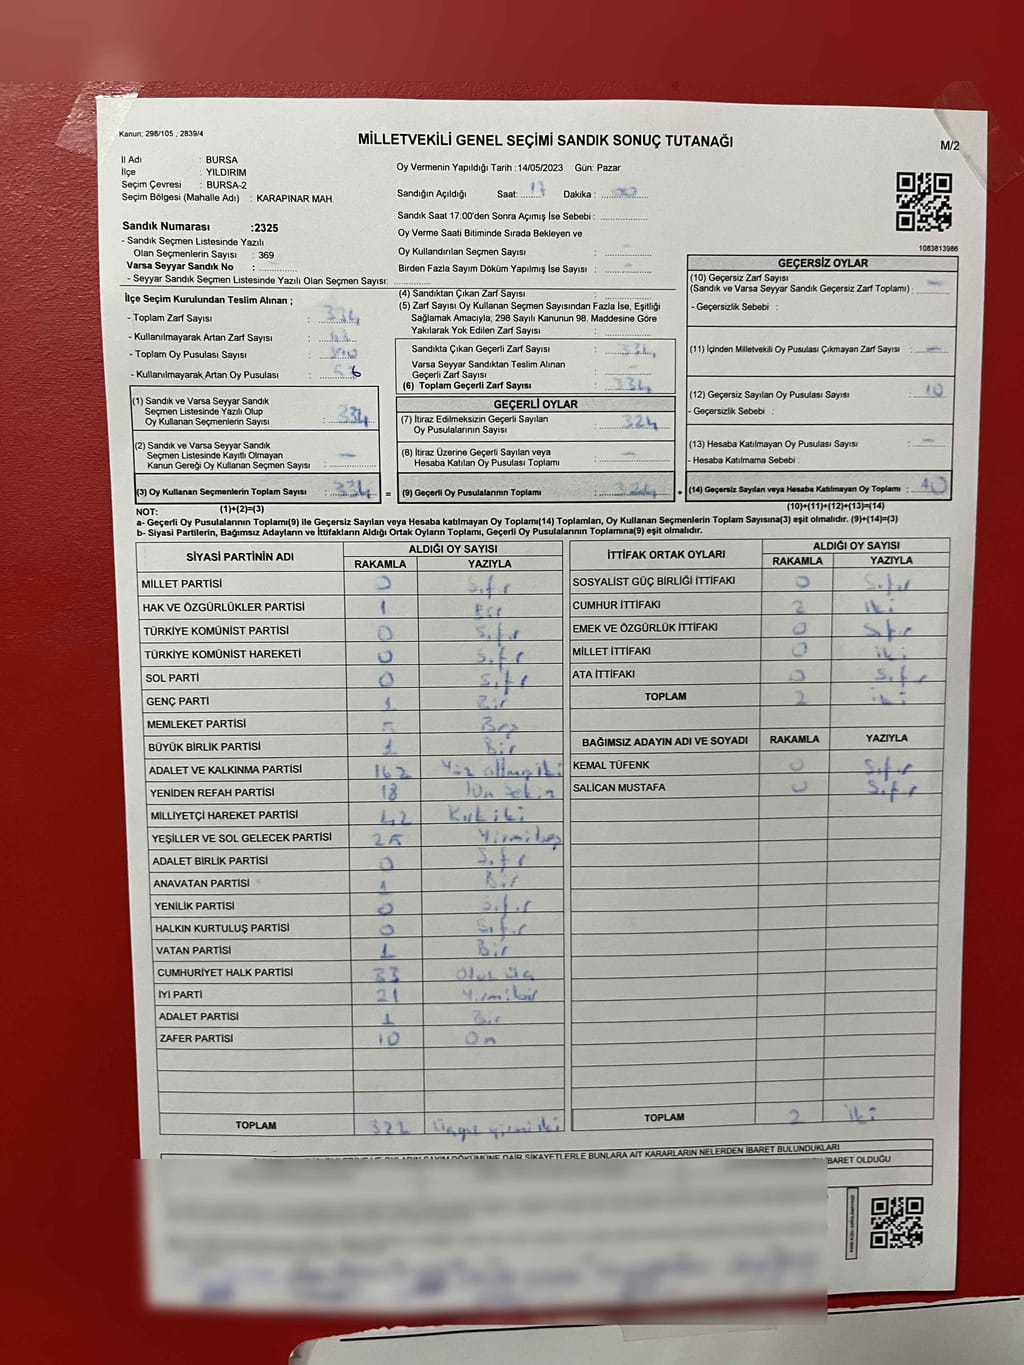 Kanun; 298/105 , 2839/4
MİLLETVEKİLİ GENEL SEÇİMİ SANDIK SONUÇ TUTANAĞI
M/2
İl Adı : BURSA
İlçe : YILDIRIM
Seçim Çevresi : BURSA-2
Seçim Bölgesi (Mahalle Adı) : KARAPINAR MAH.
Oy Vermenin Yapıldığı Tarih :14/05/2023 Gün: Pazar
Sandığın Açıldığı Saat: 17 Dakika : 00
Sandık Saat 17:00'den Sonra Açımış İse Sebebi :
Oy Verme Saati Bitiminde Sırada Bekleyen ve
Oy Kullandırılan Seçmen Sayısı : -
Birden Fazla Sayım Döküm Yapılmış İse Sayısı : -
Sandık Numarası :2325
- Sandık Seçmen Listesinde Yazılı
Olan Seçmenlerin Sayısı : 369
Varsa Seyyar Sandık No :
- Seyyar Sandık Seçmen Listesinde Yazılı Olan Seçmen Sayısı:
1083813986
İlçe Seçim Kurulundan Teslim Alınan ;
- Toplam Zarf Sayısı : 334
- Kullanılmayarak Artan Zarf Sayısı :
- Toplam Oy Pusulası Sayısı : 390
- Kullanılmayarak Artan Oy Pusulası : 56
(1) Sandık ve Varsa Seyyar Sandık
Seçmen Listesinde Yazılı Olup
Oy Kullanan Seçmenlerin Sayısı : 334
(2) Sandık ve Varsa Seyyar Sandık
Seçmen Listesinde Kayıtlı Olmayan
Kanun Gereği Oy Kullanan Seçmen Sayısı : -
(3) Oy Kullanan Seçmenlerin Toplam Sayısı : 334 =
(1)+(2)=(3)
(4) Sandıktan Çıkan Zarf Sayısı :
(5) Zarf Sayısı Oy Kullanan Seçmen Sayısından Fazla İse, Eşitliği
Sağlamak Amacıyla; 298 Sayılı Kanunun 98. Maddesine Göre
Yakılarak Yok Edilen Zarf Sayısı :
Sandıkta Çıkan Geçerli Zarf Sayısı : 334
Varsa Seyyar Sandıktan Teslim Alınan
Geçerli Zarf Sayısı : -
(6) Toplam Geçerli Zarf Sayısı : 334
GEÇERLİ OYLAR
(7) İtiraz Edilmeksizin Geçerli Sayılan
Oy Pusulalarının Sayısı : 324
(8) İtiraz Üzerine Geçerli Sayılan veya
Hesaba Katılan Oy Pusulası Toplamı : -
(9) Geçerli Oy Pusulalarının Toplamı : 324 +
GEÇERSİZ OYLAR
(10) Geçersiz Zarf Sayısı
(Sandık ve Varsa Seyyar Sandık Geçersiz Zarf Toplamı) : -
- Geçersizlik Sebebi :
(11) İçinden Milletvekili Oy Pusulası Çıkmayan Zarf Sayısı : -
(12) Geçersiz Sayılan Oy Pusulası Sayısı : 10
- Geçersizlik Sebebi :
(13) Hesaba Katılmayan Oy Pusulası Sayısı : -
- Hesaba Katılmama Sebebi :
(14) Geçersiz Sayılan veya Hesaba Katılmayan Oy Toplamı : 10
(10)+(11)+(12)+(13)=(14)
NOT:
a- Geçerli Oy Pusulalarının Toplamı(9) ile Geçersiz Sayılan veya Hesaba katılmayan Oy Toplamı(14) Toplamları, Oy Kullanan Seçmenlerin Toplam Sayısına(3) eşit olmalıdır. (9)+(14)=(3)
b- Siyasi Partilerin, Bağımsız Adayların ve İttifakların Aldığı Ortak Oyların Toplamı, Geçerli Oy Pusulalarının Toplamına(9) eşit olmalıdır.
SİYASİ PARTİNİN ADI ALDIĞI OY SAYISI
RAKAMLA YAZIYLA
MİLLET PARTİSİ 0 Sıfır
HAK VE ÖZGÜRLÜKLER PARTİSİ 1 Bir
TÜRKİYE KOMÜNİST PARTİSİ 0 Sıfır
TÜRKİYE KOMÜNİST HAREKETİ 0 Sıfır
SOL PARTİ 0 Sıfır
GENÇ PARTİ 1 Bir
MEMLEKET PARTİSİ 5 Beş
BÜYÜK BİRLİK PARTİSİ 1 Bir
ADALET VE KALKINMA PARTİSİ 162 Yüz altmış iki
YENİDEN REFAH PARTİSİ 18 On Sekiz
MİLLİYETÇİ HAREKET PARTİSİ 42 Kırk iki
YEŞİLLER VE SOL GELECEK PARTİSİ 25 Yirmibeş
ADALET BİRLİK PARTİSİ 0 Sıfır
ANAVATAN PARTİSİ 1 Bir
YENİLİK PARTİSİ 0 Sıfır
HALKIN KURTULUŞ PARTİSİ 0 Sıfır
VATAN PARTİSİ 1 Bir
CUMHURİYET HALK PARTİSİ 33 Otuz üç
İYİ PARTİ 21 Yirmibir
ADALET PARTİSİ 1 Bir
ZAFER PARTİSİ 10 On
TOPLAM 322 Üçyüz yirmi iki
İTTİFAK ORTAK OYLARI ALDIĞI OY SAYISI
RAKAMLA YAZIYLA
SOSYALİST GÜÇ BİRLİĞİ İTTİFAKI 0 Sıfır
CUMHUR İTTİFAKI 2 iki
EMEK VE ÖZGÜRLÜK İTTİFAKI 0 Sıfır
MİLLET İTTİFAKI 0 iki
ATA İTTİFAKI 0 Sıfır
TOPLAM 2 iki
BAĞIMSIZ ADAYIN ADI VE SOYADI RAKAMLA YAZIYLA
KEMAL TÜFENK 0 Sıfır
SALİCAN MUSTAFA 0 Sıfır
TOPLAM 2 iki
DÖKÜMÜNE DAİR ŞİKAYETLERLE BUNLARA AİT KARARLARIN NELERDEN İBARET BULUNDUKLARI
İBARET OLDUĞU